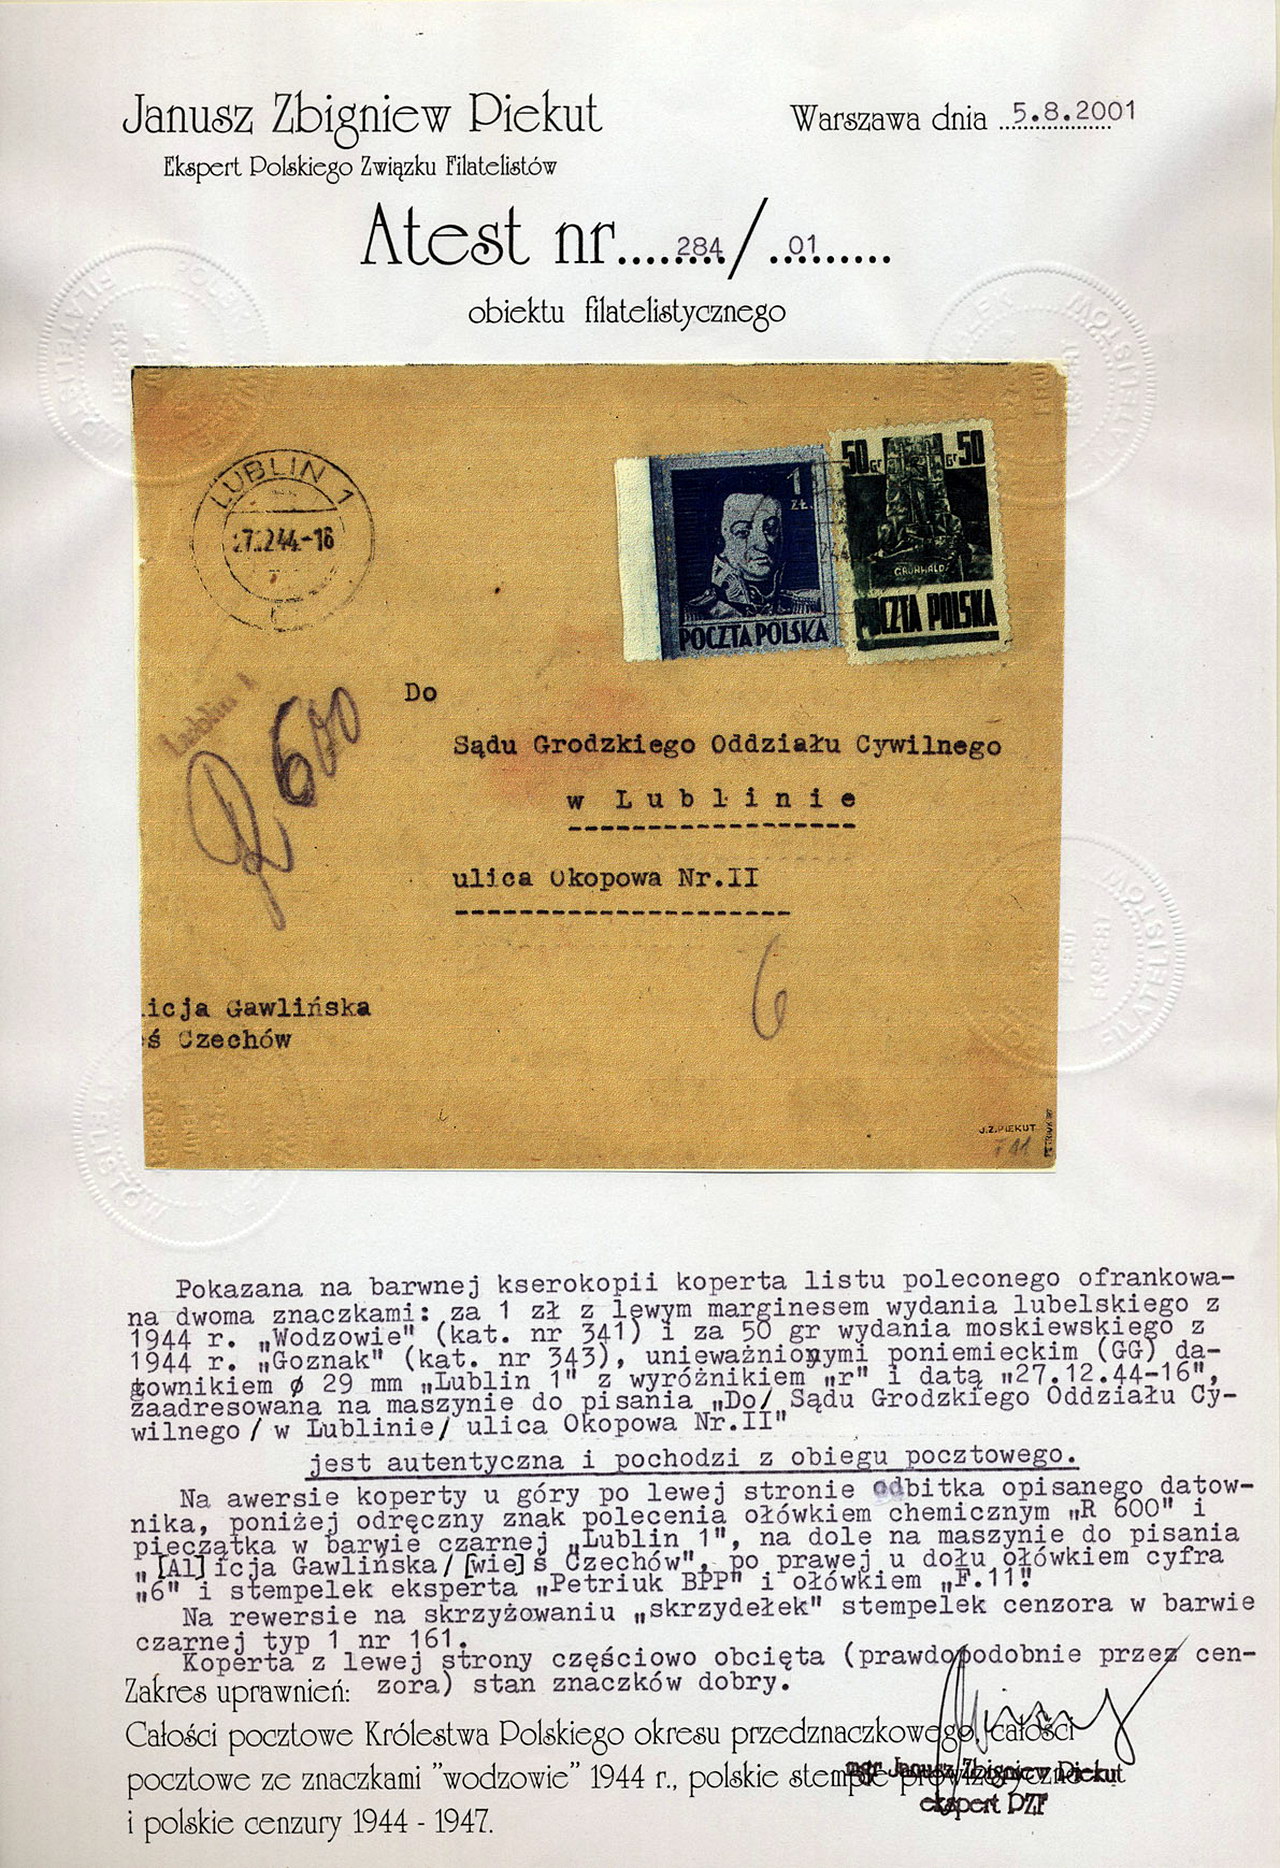 Janusz Zbigniew Piekut
Ekspert Polskiego Związku Filatelistów
Warszawa dnia 5.8.2001
Atest nr....284/.01......
obiektu filatelistycznego
LUBLIN 1
27.12.44-16
1
ZŁ.
POCZTA POLSKA
50 gr gr 50
GRUNWALD
POCZTA POLSKA
Lublin 1
R 600
Do
Sądu Grodzkiego Oddziału Cywilnego
w Lublinie
ulica Okopowa Nr.II
icja Gawlińska
ś Czechów
6
J.Z.PIEKUT
F 11
Pokazana na barwnej kserokopii koperta listu poleconego ofrankowa-
na dwoma znaczkami: za 1 zł z lewym marginesem wydania lubelskiego z
1944 r. „Wodzowie" (kat. nr 341) i za 50 gr wydania moskiewskiego z
1944 r. „Goznak" (kat. nr 343), unieważnionymi poniemieckim (GG) da-
townikiem ø 29 mm „Lublin 1" z wyróżnikiem „r" i datą „27.12.44-16",
zaadresowana na maszynie do pisania „Do/ Sądu Grodzkiego Oddziału Cy-
wilnego/ w Lublinie/ ulica Okopowa Nr.II"
jest autentyczna i pochodzi z obiegu pocztowego.
Na awersie koperty u góry po lewej stronie odbitka opisanego datow-
nika, poniżej odręczny znak polecenia ołówkiem chemicznym „R 600" i
pieczątka w barwie czarnej „Lublin 1", na dole na maszynie do pisania
„[Al]icja Gawlińska/[wie]ś Czechów", po prawej u dołu ołówkiem cyfra
„6" i stempelek eksperta „Petriuk BPP" i ołówkiem „F.11".
Na rewersie na skrzyżowaniu „skrzydełek" stempelek cenzora w barwie
czarnej typ 1 nr 161.
Koperta z lewej strony częściowo obcięta (prawdopodobnie przez cen-
zora) stan znaczków dobry.
Zakres uprawnień:
Całości pocztowe Królestwa Polskiego okresu przedznaczkowego, całości
pocztowe ze znaczkami "wodzowie" 1944 r., polskie stemple prowizoryczne
i polskie cenzury 1944 - 1947.
mgr Janusz Zbigniew Piekut
ekspert PZF